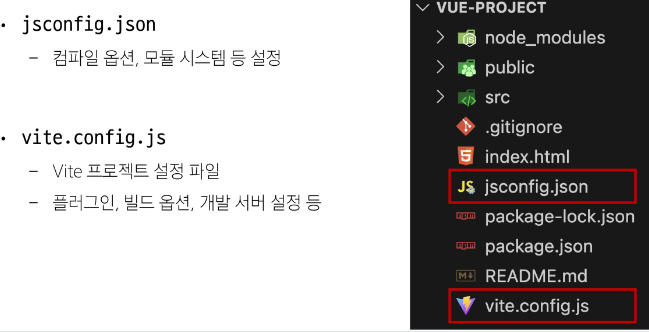 • jsconfig.json
– 컴파일 옵션, 모듈 시스템 등 설정
• vite.config.js
– Vite 프로젝트 설정 파일
– 플러그인, 빌드 옵션, 개발 서버 설정 등
VUE-PROJECT
node_modules
public
src
.gitignore
index.html
JS jsconfig.json
npm package-lock.json
npm package.json
README.md
vite.config.js